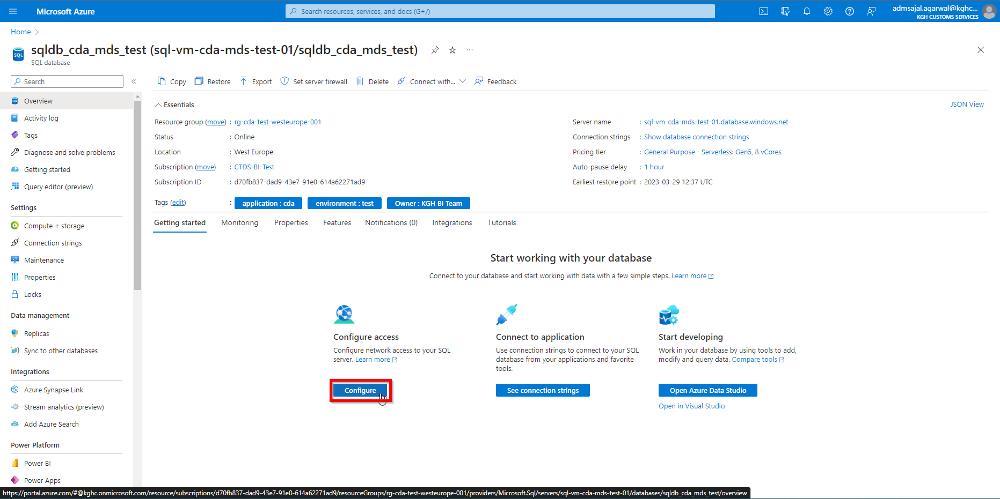 Microsoft Azure
Search resources, services, and docs (G+/)
admsajal.agarwal@kghc...
KGH CUSTOMS SERVICES
Home
sqldb_cda_mds_test (sql-vm-cda-mds-test-01/sqldb_cda_mds_test)
SQL
SQL database
Search
Copy
Restore
Export
Set server firewall
Delete
Connect with...
Feedback
Overview
Activity log
Tags
Diagnose and solve problems
Getting started
Query editor (preview)
Settings
Compute + storage
Connection strings
Maintenance
Properties
Locks
Data management
Replicas
Sync to other databases
Integrations
Azure Synapse Link
Stream analytics (preview)
Add Azure Search
Power Platform
Power BI
Power Apps
Essentials
JSON View
Resource group (move) : rg-cda-test-westeurope-001
Status : Online
Location : West Europe
Subscription (move) : CTDS-BI-Test
Subscription ID : d70fb837-dad9-43e7-91e0-614a62271ad9
Server name : sql-vm-cda-mds-test-01.database.windows.net
Connection strings : Show database connection strings
Pricing tier : General Purpose - Serverless: Gen5, 8 vCores
Auto-pause delay : 1 hour
Earliest restore point : 2023-03-29 12:37 UTC
Tags (edit) : application : cda environment : test Owner : KGH BI Team
Getting started
Monitoring
Properties
Features
Notifications (0)
Integrations
Tutorials
Start working with your database
Connect to your database and start working with data with a few simple steps. Learn more
Configure access
Configure network access to your SQL
server. Learn more
Configure
Connect to application
Use connection strings to connect to your SQL
database from your applications and favorite
tools.
See connection strings
Start developing
Work in your database by using tools to add,
modify and query data. Compare tools
Open Azure Data Studio
Open in Visual Studio
https://portal.azure.com/#@kghc.onmicrosoft.com/resource/subscriptions/d70fb837-dad9-43e7-91e0-614a62271ad9/resourceGroups/rg-cda-test-westeurope-001/providers/Microsoft.Sql/servers/sql-vm-cda-mds-test-01/databases/sqldb_cda_mds_test/overview